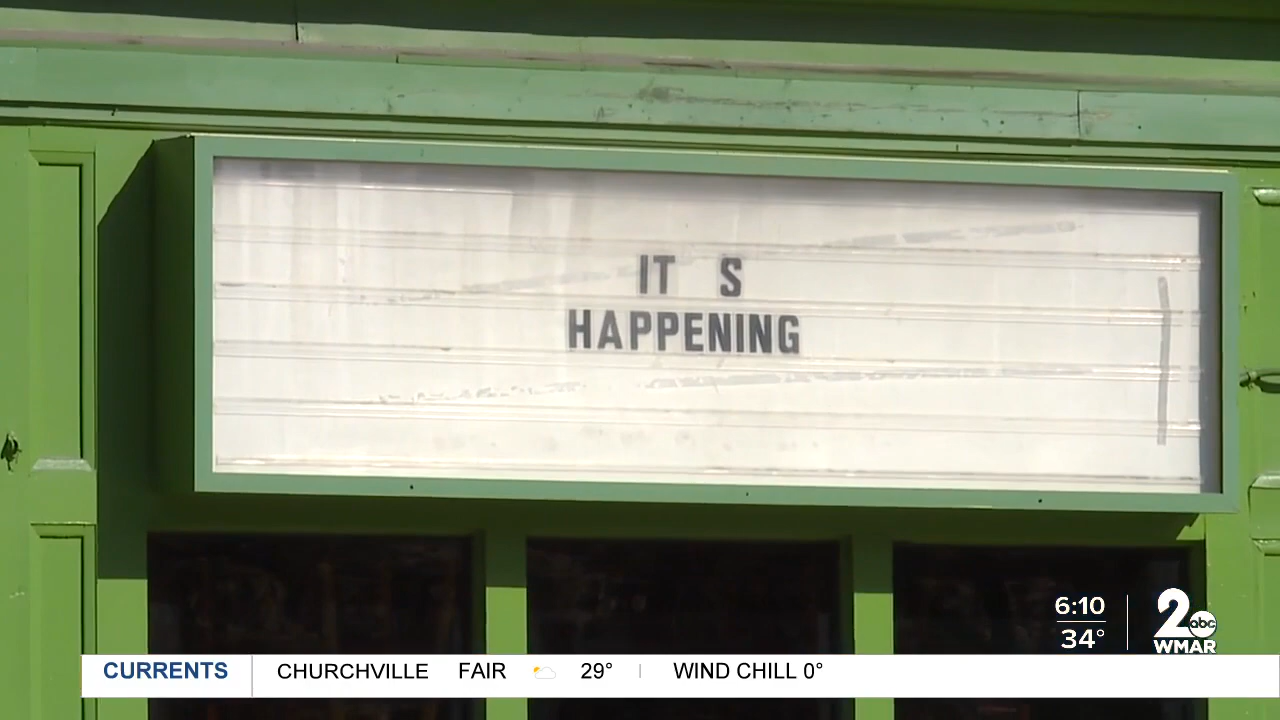 IT S
HAPPENING
6:10
34°
2 abc
WMAR
CURRENTS CHURCHVILLE FAIR 29° WIND CHILL 0°